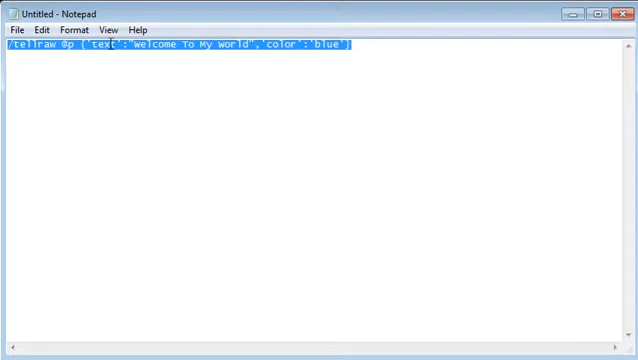 Untitled - Notepad
File Edit Format View Help
/tellraw @p {'text':"Welcome To My World",'color':'blue'}